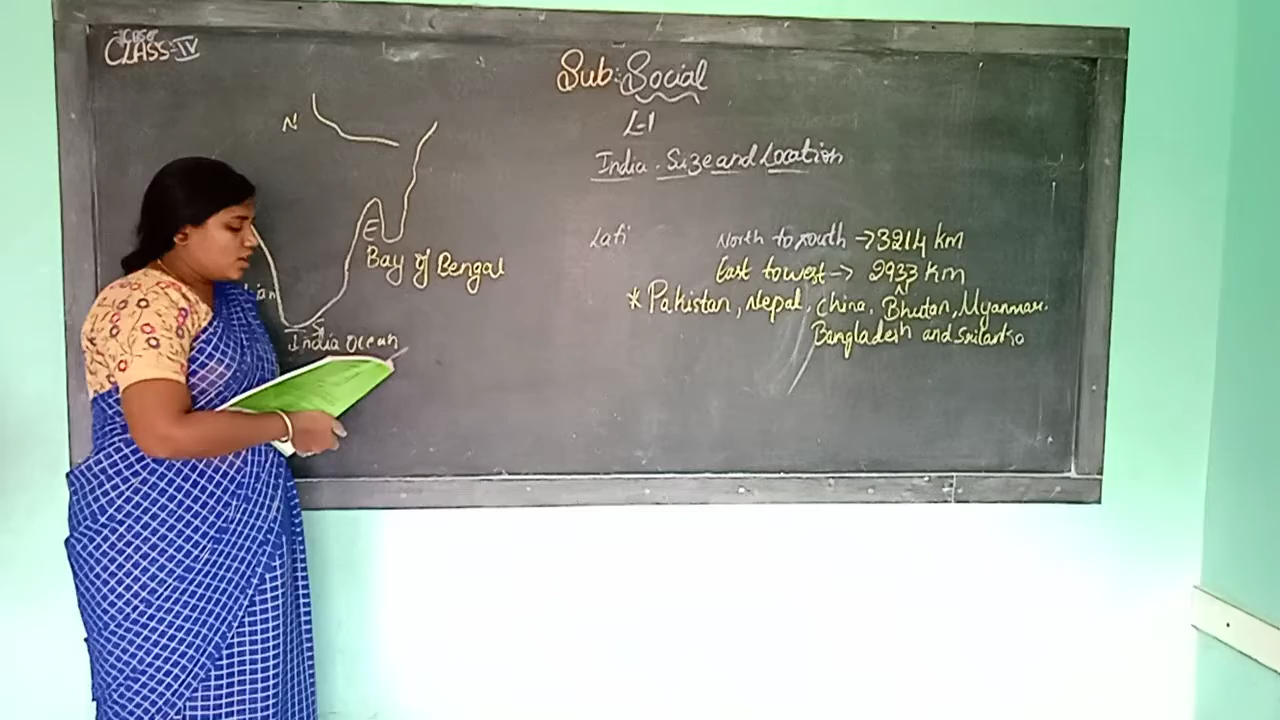 CBSE
CLASS-IV
Sub: Social
L-1
India. Size and Location
N
E
Bay of Bengal
S
India Ocean
Lati
North to south → 3214 km
East to west → 2933 km
N
* Pakistan, Nepal, China, Bhutan, Myanmar.
Bangladesh and Srilanka